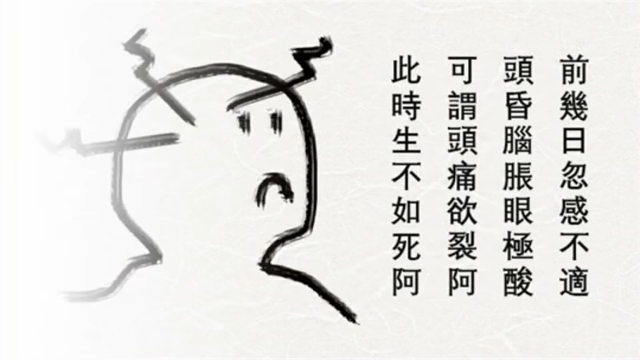 前幾日忽感不適
頭昏腦脹眼極酸
可謂頭痛欲裂阿
此時生不如死阿